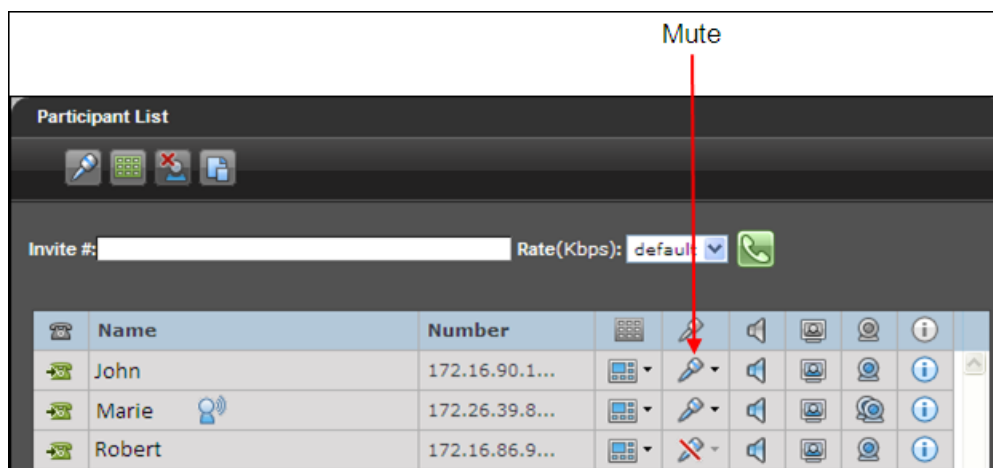 Mute
Participant List
Invite #: Rate(Kbps): default
Name Number
John 172.16.90.1...
Marie 172.26.39.8...
Robert 172.16.86.9...